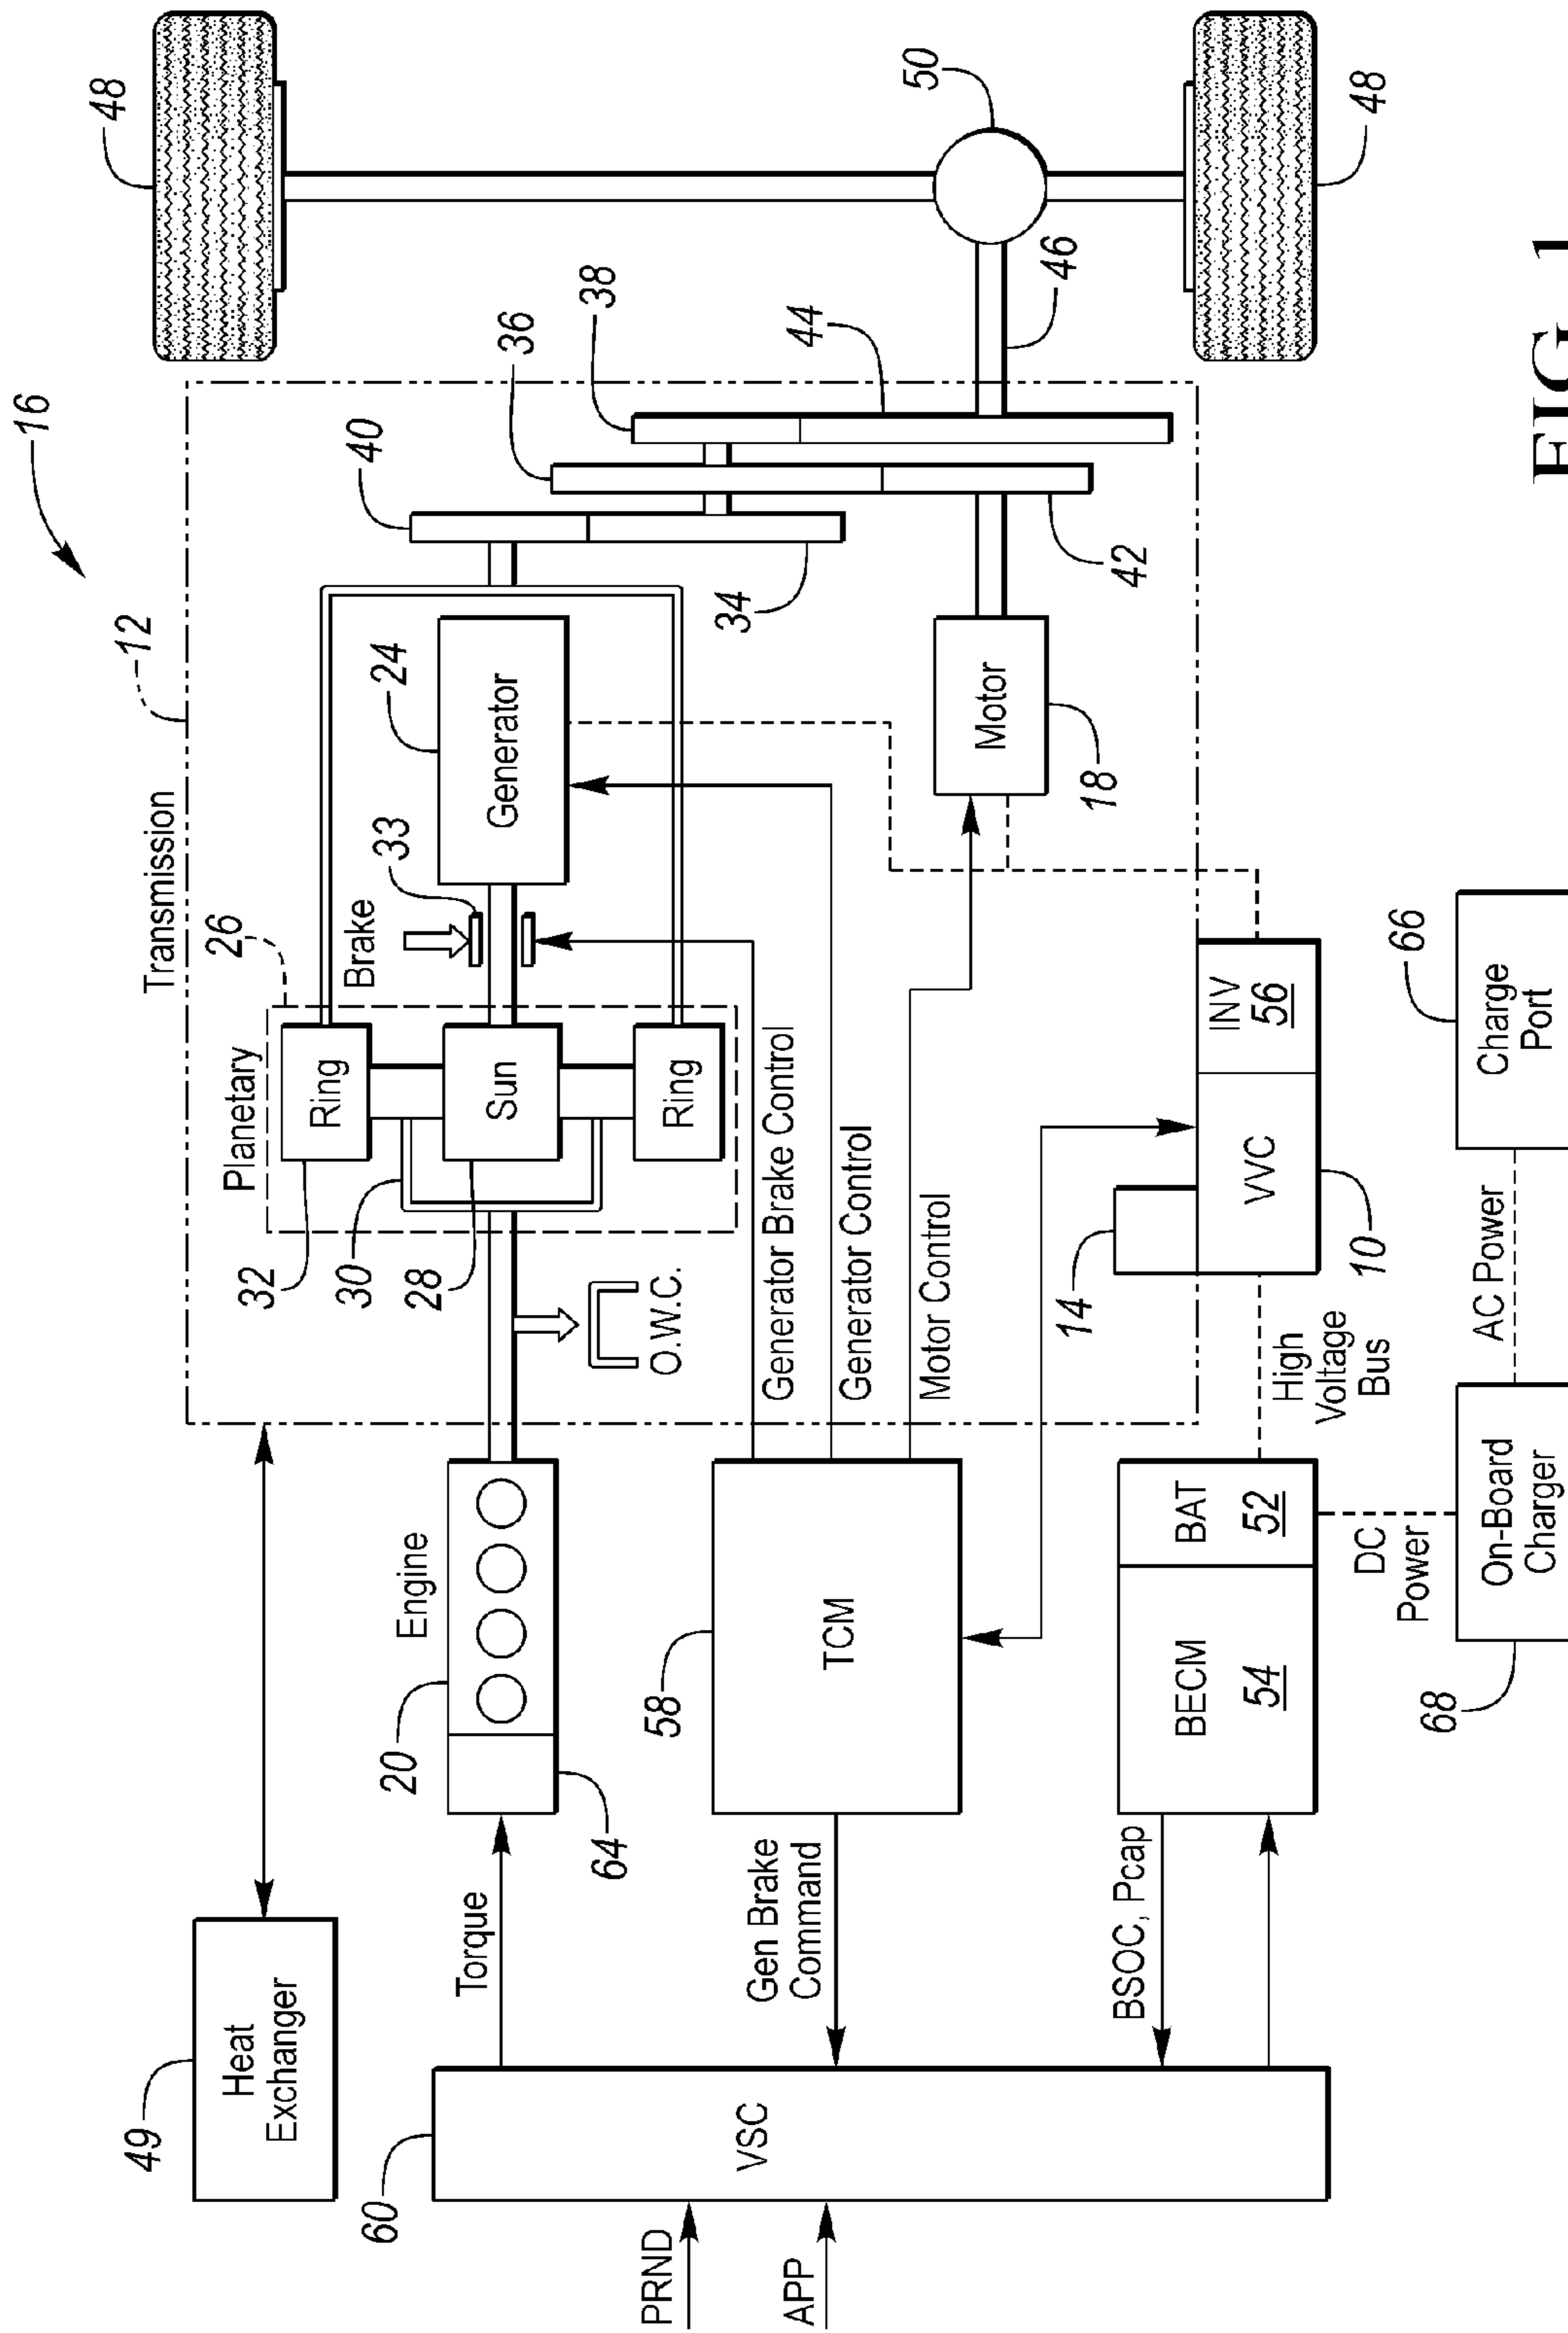 16
48
12
Transmission
26
Planetary
Ring
Sun
Ring
32
30
28
Brake
33
Generator
24
40
36
38
34
44
42
46
50
48
Motor
18
49
Heat
Exchanger
Engine
20
64
Torque
O.W.C.
Generator Brake Control
Generator Control
Motor Control
58
TCM
Gen Brake
Command
60
VSC
PRND
APP
BSOC, Pcap
BECM
54
BAT
52
High
Voltage
Bus
14
VVC
10
INV
56
DC
Power
68
On-Board
Charger
AC Power
Charge
Port
66
FIG. 1